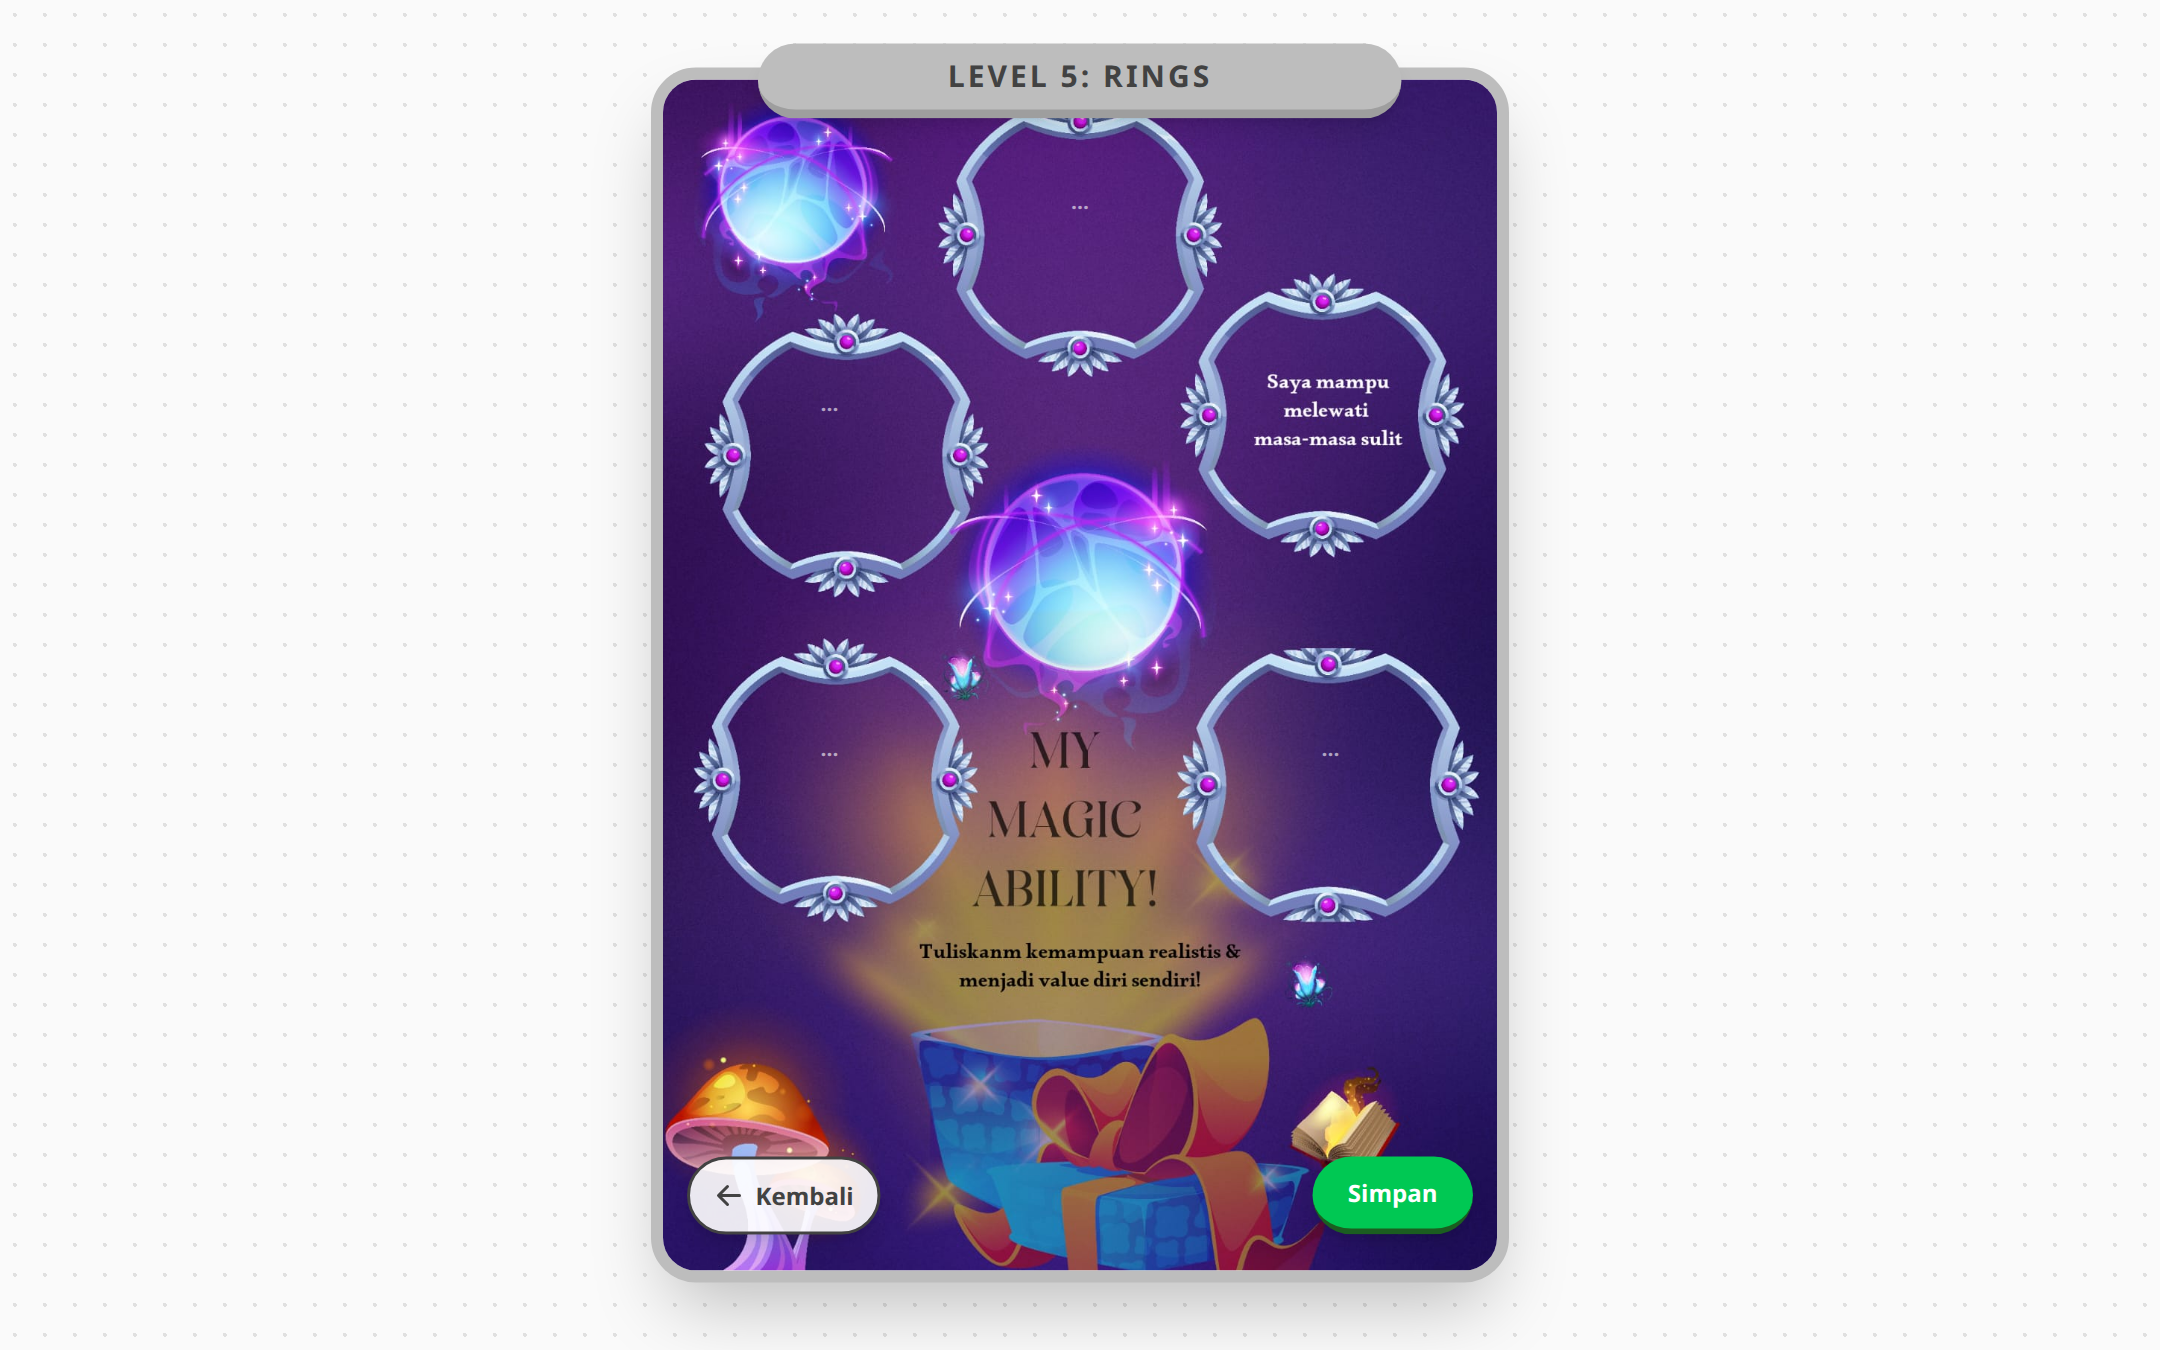 LEVEL 5: RINGS
...
...
Saya mampu
melewati
masa-masa sulit
...
...
MY
MAGIC
ABILITY!
Tuliskanm kemampuan realistis &
menjadi value diri sendiri!
← Kembali
Simpan